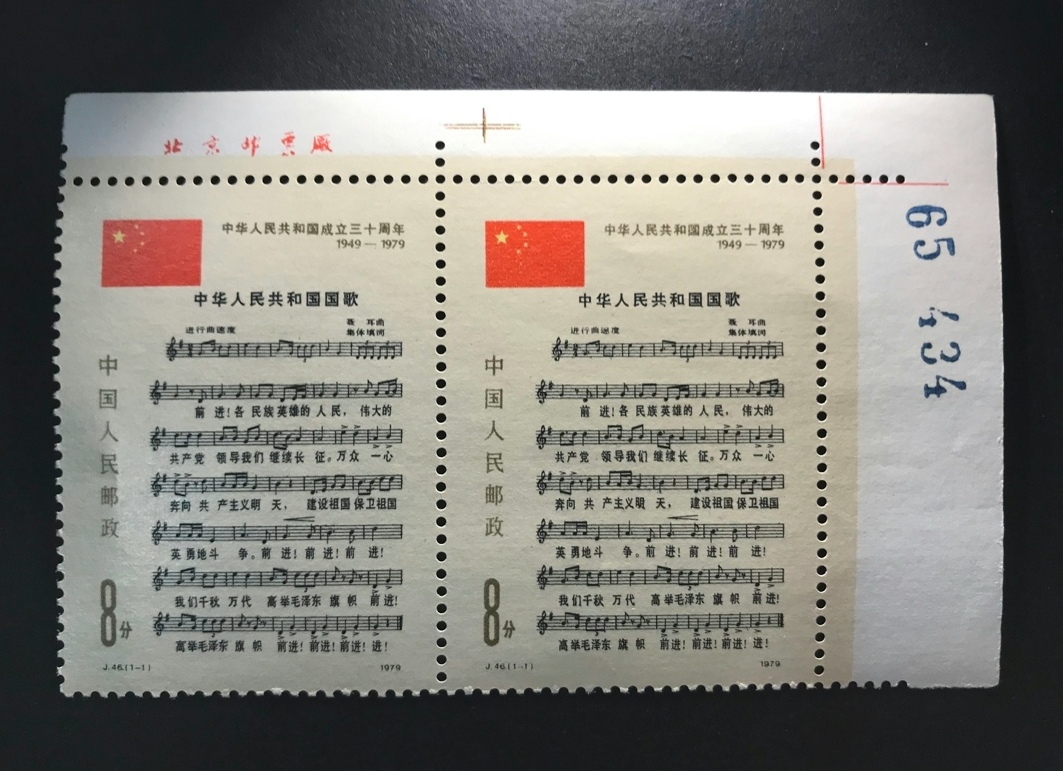 北京邮票厂
65 434
中华人民共和国成立三十周年
1949—1979
中华人民共和国国歌
进行曲速度
聂 耳曲
集体填词
中国人民邮政
前 进!各 民族英雄的 人 民, 伟大的
共产党 领导我们 继续长 征。万众 一心
奔向 共 产主义明 天, 建设祖国 保卫祖国
英 勇地斗 争。前 进!前 进!前 进!
我们千秋 万代 高举毛泽东 旗 帜 前进!
高举毛泽东 旗 帜 前进!前进!前进!进!
8分
J.46.(1-1)
1979
中华人民共和国成立三十周年
1949—1979
中华人民共和国国歌
进行曲速度
聂 耳曲
集体填词
中国人民邮政
前 进!各 民族英雄的 人 民, 伟大的
共产党 领导我们 继续长 征。万众 一心
奔向 共 产主义明 天, 建设祖国 保卫祖国
英 勇地斗 争。前 进!前 进!前 进!
我们千秋 万代 高举毛泽东 旗 帜 前进!
高举毛泽东 旗 帜 前进!前进!前进!进!
8分
J.46.(1-1)
1979